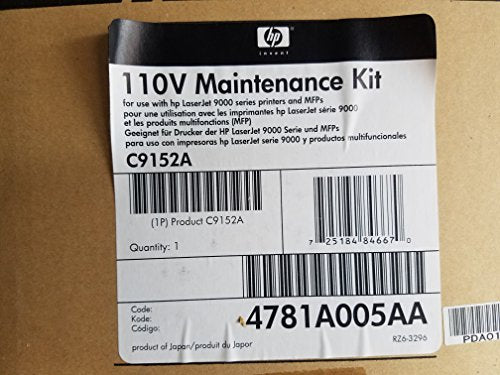 hp
invent
110V Maintenance Kit
for use with hp LaserJet 9000 series printers and MFPs
pour une utilisation avec les imprimantes hp LaserJet série 9000
et les produits multifonctions (MFP)
Geeignet für Drucker der HP LaserJet 9000 Serie und MFPs
para uso con impresoras hp LaserJet serie 9000 y productos multifuncionales
C9152A
(1P) Product C9152A
Quantity: 1
7 25184 84667 0
Code:
Kode:
Código:
4781A005AA
product of Japan/produit du Japor
RZ6-3296
PDA01